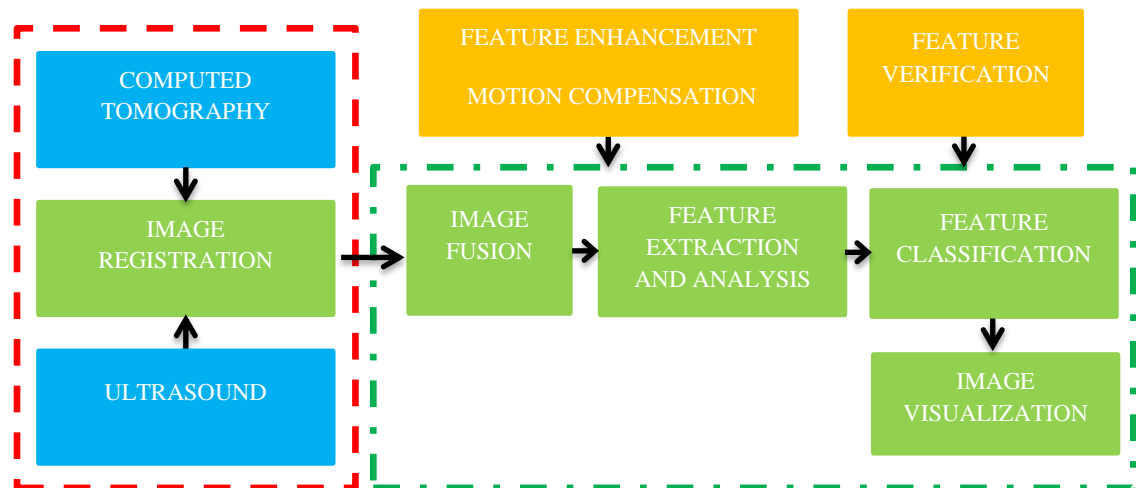 COMPUTED
TOMOGRAPHY
IMAGE
REGISTRATION
ULTRASOUND
FEATURE ENHANCEMENT
MOTION COMPENSATION
FEATURE
VERIFICATION
IMAGE
FUSION
FEATURE
EXTRACTION
AND ANALYSIS
FEATURE
CLASSIFICATION
IMAGE
VISUALIZATION